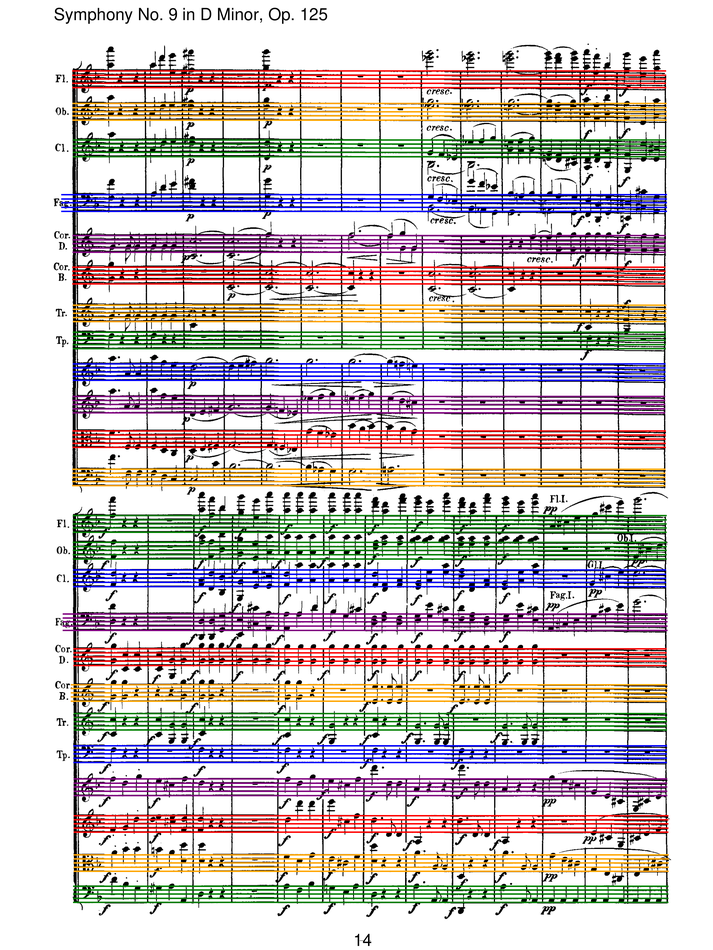 Symphony No. 9 in D Minor, Op. 125
Fl.
p
p
cresc.
f
f
Ob.
p
p
cresc.
Cl.
p
p
cresc.
f
f
Fag.
p
p
cresc.
Cor.
D.
p
cresc.
f
f
Cor.
B.
p
cresc.
Tr.
f
Tp.
f
p
p
p
p
Fl.I.
pp
Fl.
Ob.I.
pp
Ob.
Cl.
pp
Fag.I.
pp
Fag.
Cor.
D.
Cor.
B.
Tr.
Tp.
pp
pp
pp
pp
14